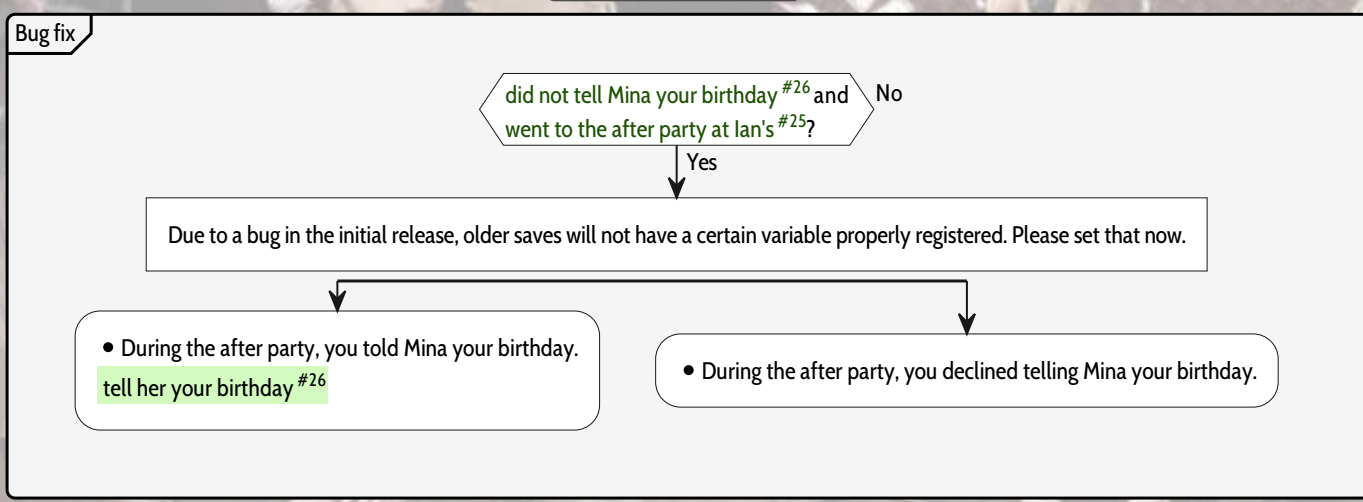 Bug fix
did not tell Mina your birthday #26 and
went to the after party at Ian's #25?
No
Yes
Due to a bug in the initial release, older saves will not have a certain variable properly registered. Please set that now.
• During the after party, you told Mina your birthday.
tell her your birthday #26
• During the after party, you declined telling Mina your birthday.